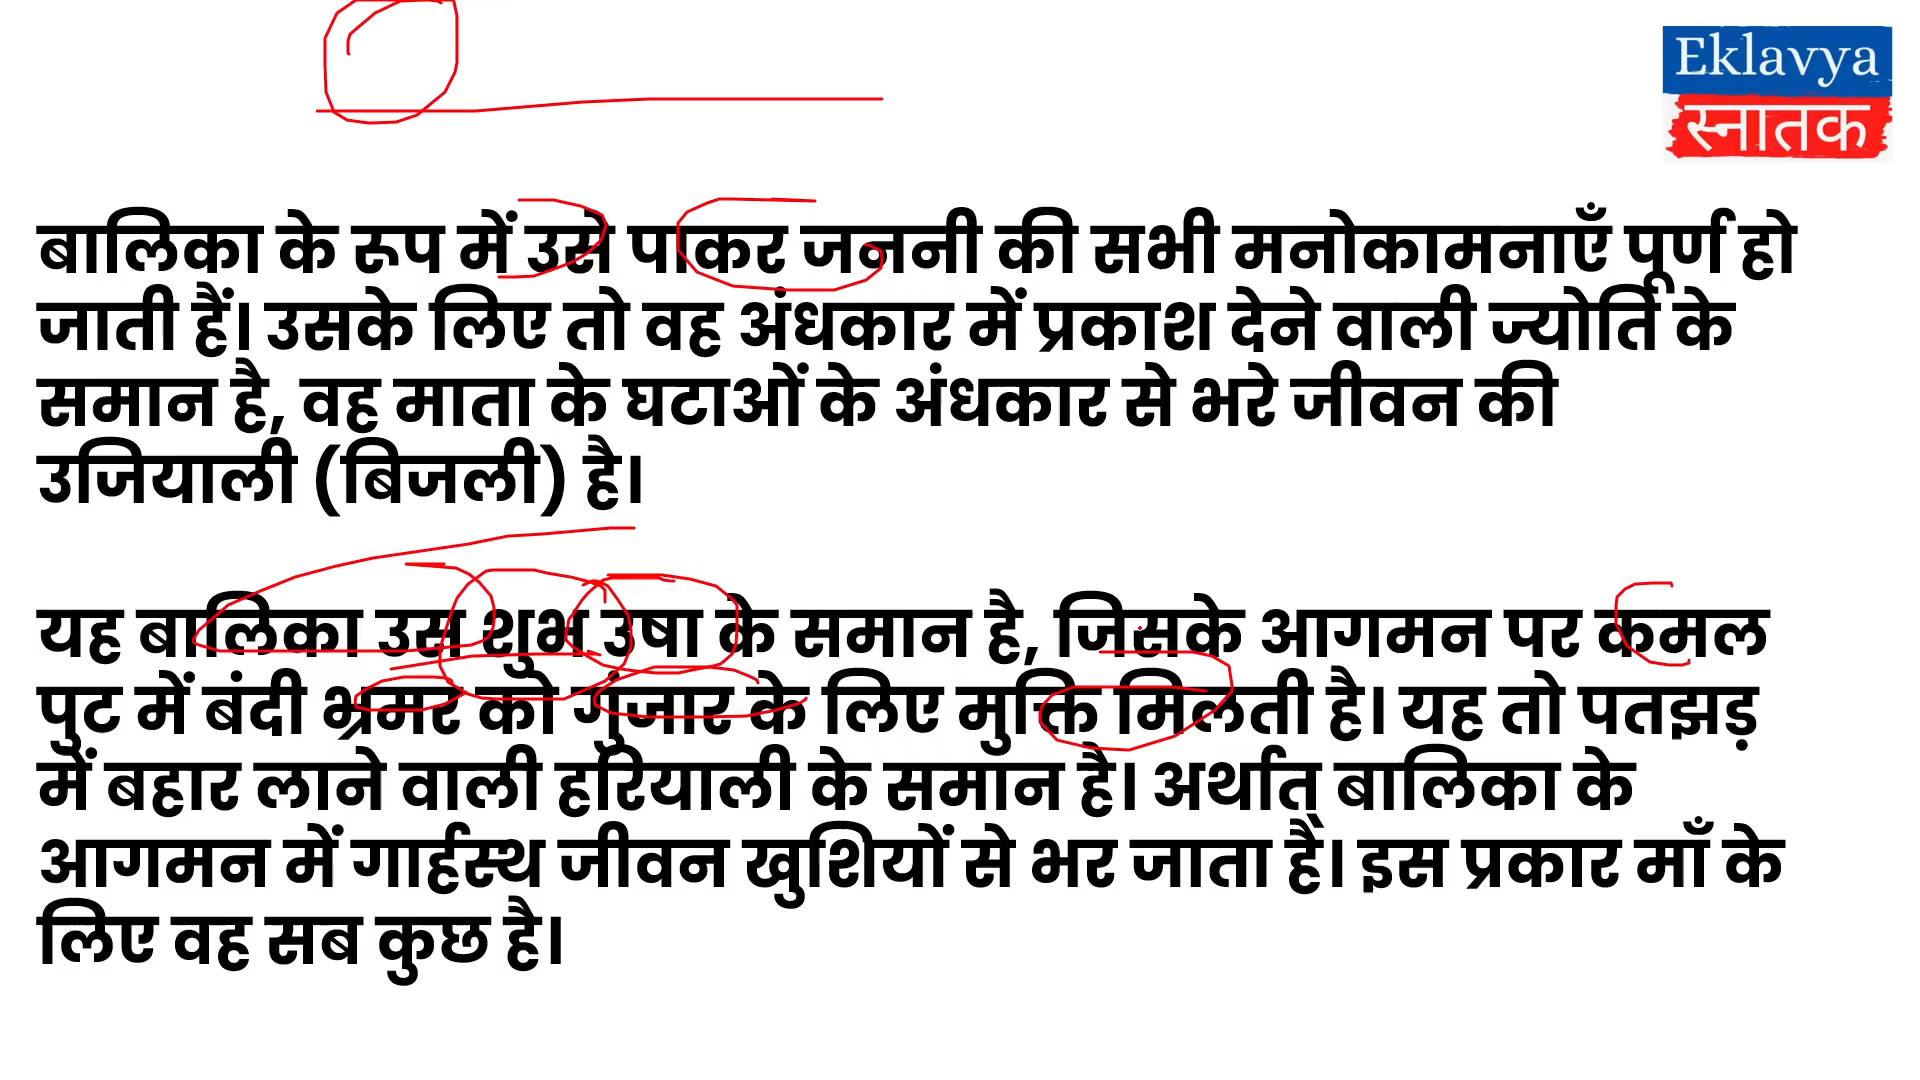 Eklavya
स्नातक
बालिका के रूप में उसे पाकर जननी की सभी मनोकामनाएँ पूर्ण हो
जाती हैं। उसके लिए तो वह अंधकार में प्रकाश देने वाली ज्योति के
समान है, वह माता के घटाओं के अंधकार से भरे जीवन की
उजियाली (बिजली) है।
यह बालिका उस शुभ उषा के समान है, जिसके आगमन पर कमल
पुट में बंदी भ्रमर को गुंजार के लिए मुक्ति मिलती है। यह तो पतझड़
में बहार लाने वाली हरियाली के समान है। अर्थात् बालिका के
आगमन में गार्हस्थ जीवन खुशियों से भर जाता है। इस प्रकार माँ के
लिए वह सब कुछ है।